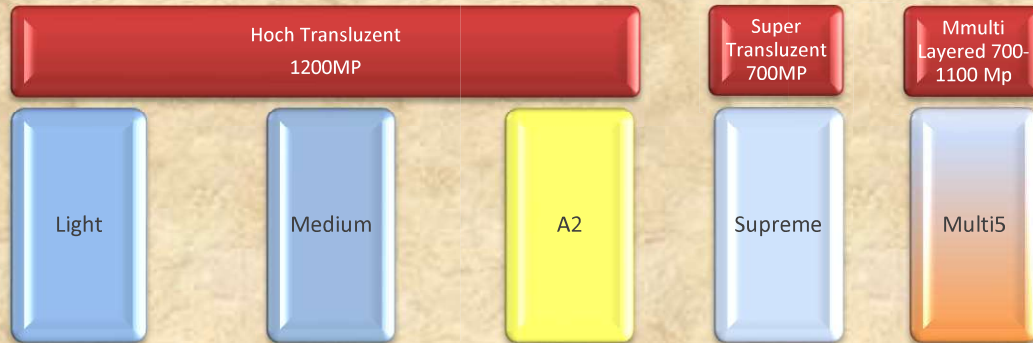 Hoch Transluzent
1200MP
Super
Transluzent
700MP
Mmulti
Layered 700-
1100 Mp
Light
Medium
A2
Supreme
Multi5